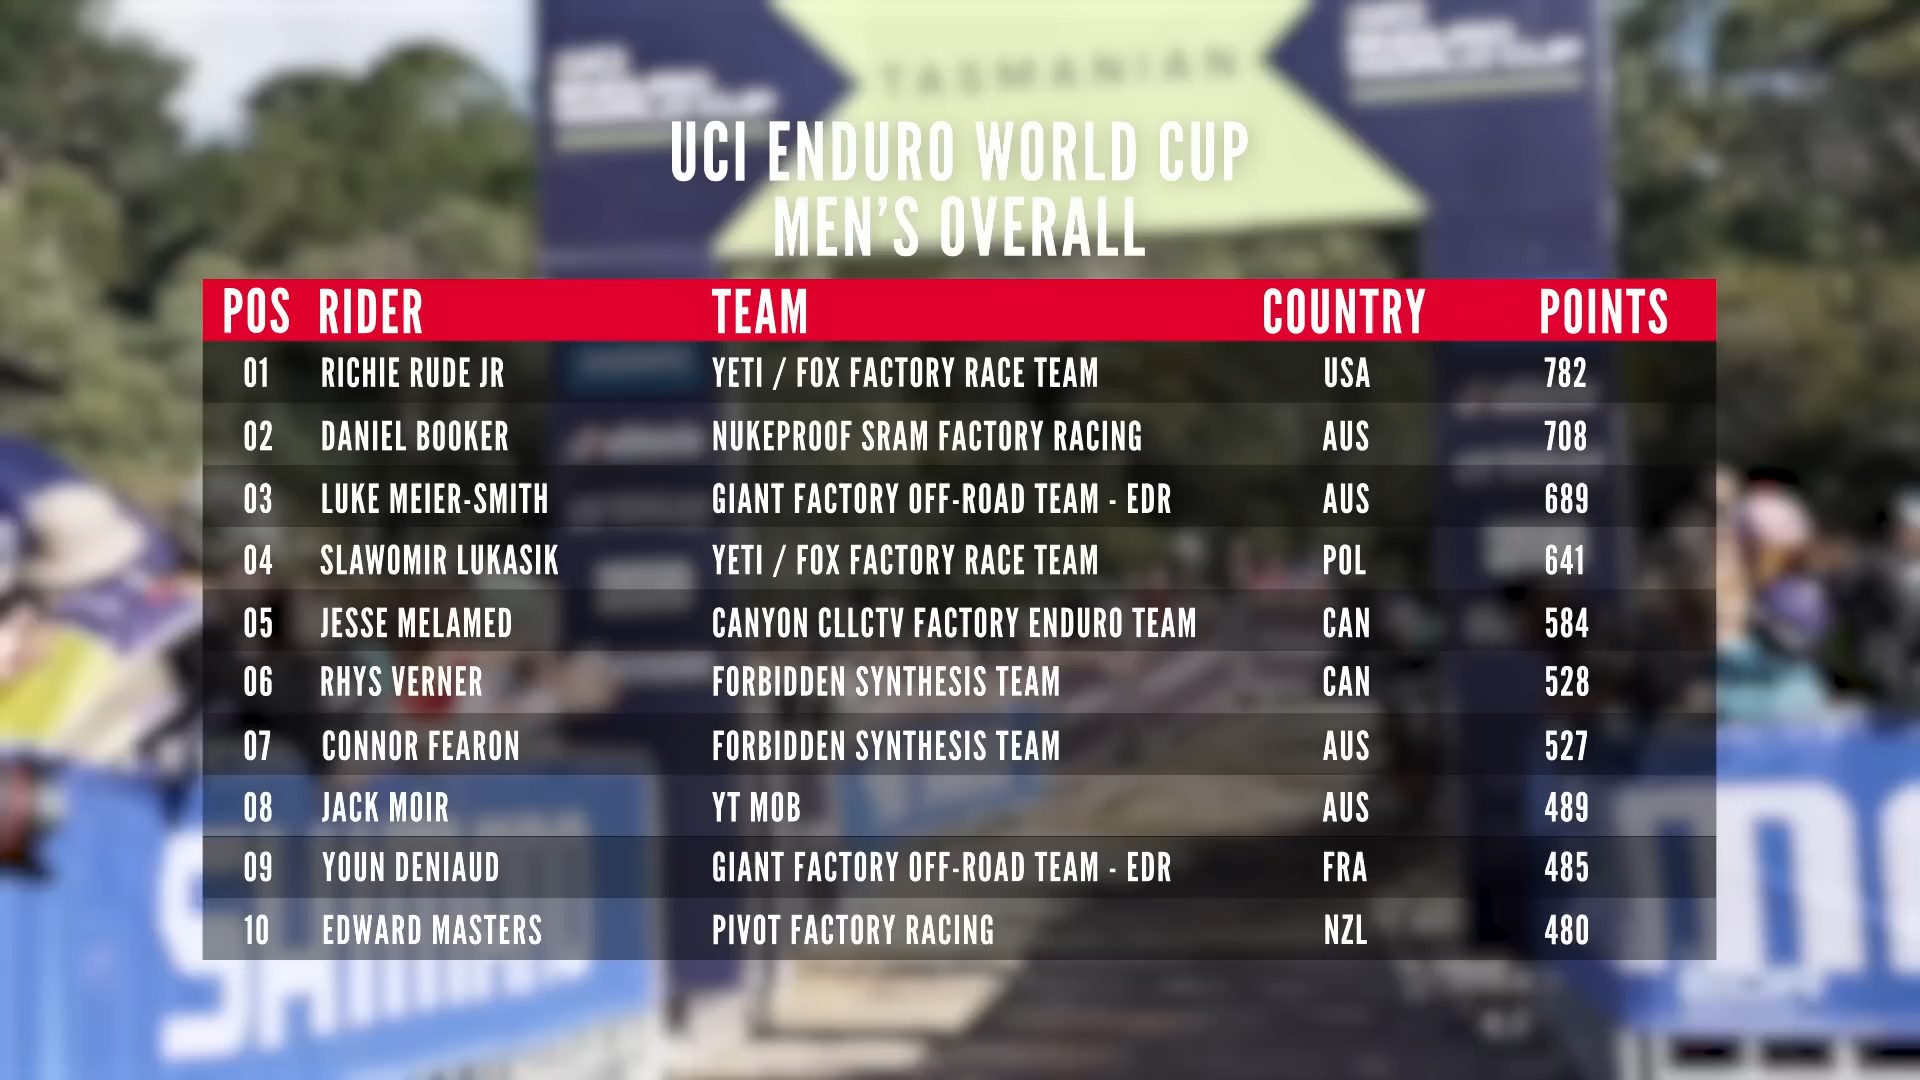 TASMANIAN
UCI ENDURO WORLD CUP
MEN'S OVERALL
POS RIDER TEAM COUNTRY POINTS
01 RICHIE RUDE JR YETI / FOX FACTORY RACE TEAM USA 782
02 DANIEL BOOKER NUKEPROOF SRAM FACTORY RACING AUS 708
03 LUKE MEIER-SMITH GIANT FACTORY OFF-ROAD TEAM - EDR AUS 689
04 SLAWOMIR LUKASIK YETI / FOX FACTORY RACE TEAM POL 641
05 JESSE MELAMED CANYON CLLCTV FACTORY ENDURO TEAM CAN 584
06 RHYS VERNER FORBIDDEN SYNTHESIS TEAM CAN 528
07 CONNOR FEARON FORBIDDEN SYNTHESIS TEAM AUS 527
08 JACK MOIR YT MOB AUS 489
09 YOUN DENIAUD GIANT FACTORY OFF-ROAD TEAM - EDR FRA 485
10 EDWARD MASTERS PIVOT FACTORY RACING NZL 480